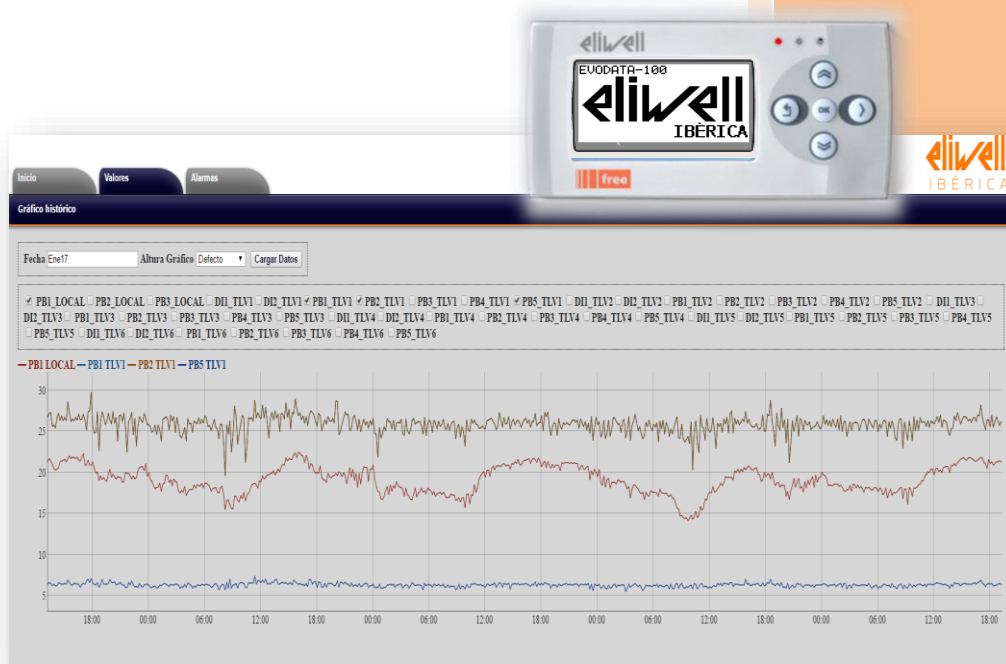 eliwell
EVODATA-100
eliwell
IBÉRICA
free
eliwell
IBÉRICA
OK
Inicio
Valores
Alarmas
Gráfico histórico
Fecha Ene17 Altura Gráfico Defecto Cargar Datos
PB1_LOCAL PB2_LOCAL PB3_LOCAL DI1_TLV1 DI2_TLV1 PB1_TLV1 PB2_TLV1 PB3_TLV1 PB4_TLV1 PB5_TLV1 DI1_TLV2 DI2_TLV2 PB1_TLV2 PB2_TLV2 PB3_TLV2 PB4_TLV2 PB5_TLV2 DI1_TLV3
DI2_TLV3 PB1_TLV3 PB2_TLV3 PB3_TLV3 PB4_TLV3 PB5_TLV3 DI1_TLV4 DI2_TLV4 PB1_TLV4 PB2_TLV4 PB3_TLV4 PB4_TLV4 PB5_TLV4 DI1_TLV5 DI2_TLV5 PB1_TLV5 PB2_TLV5 PB3_TLV5 PB4_TLV5
PB5_TLV5 DI1_TLV6 DI2_TLV6 PB1_TLV6 PB2_TLV6 PB3_TLV6 PB4_TLV6 PB5_TLV6
PB1 LOCAL PB1 TLV1 PB2 TLV1 PB5 TLV1
30
25
20
15
10
5
18:00 00:00 06:00 12:00 18:00 00:00 06:00 12:00 18:00 00:00 06:00 12:00 18:00 00:00 06:00 12:00 18:00